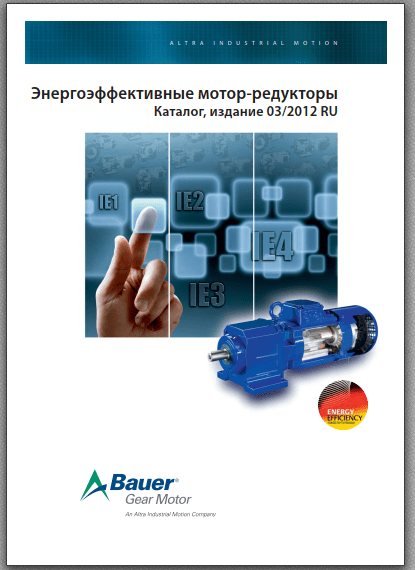 ALTRA INDUSTRIAL MOTION
Энергоэффективные мотор-редукторы
Каталог, издание 03/2012 RU
IE1
IE2
IE4
IE3
ENERGY
EFFICIENCY
Bauer®
Gear Motor
An Altra Industrial Motion Company